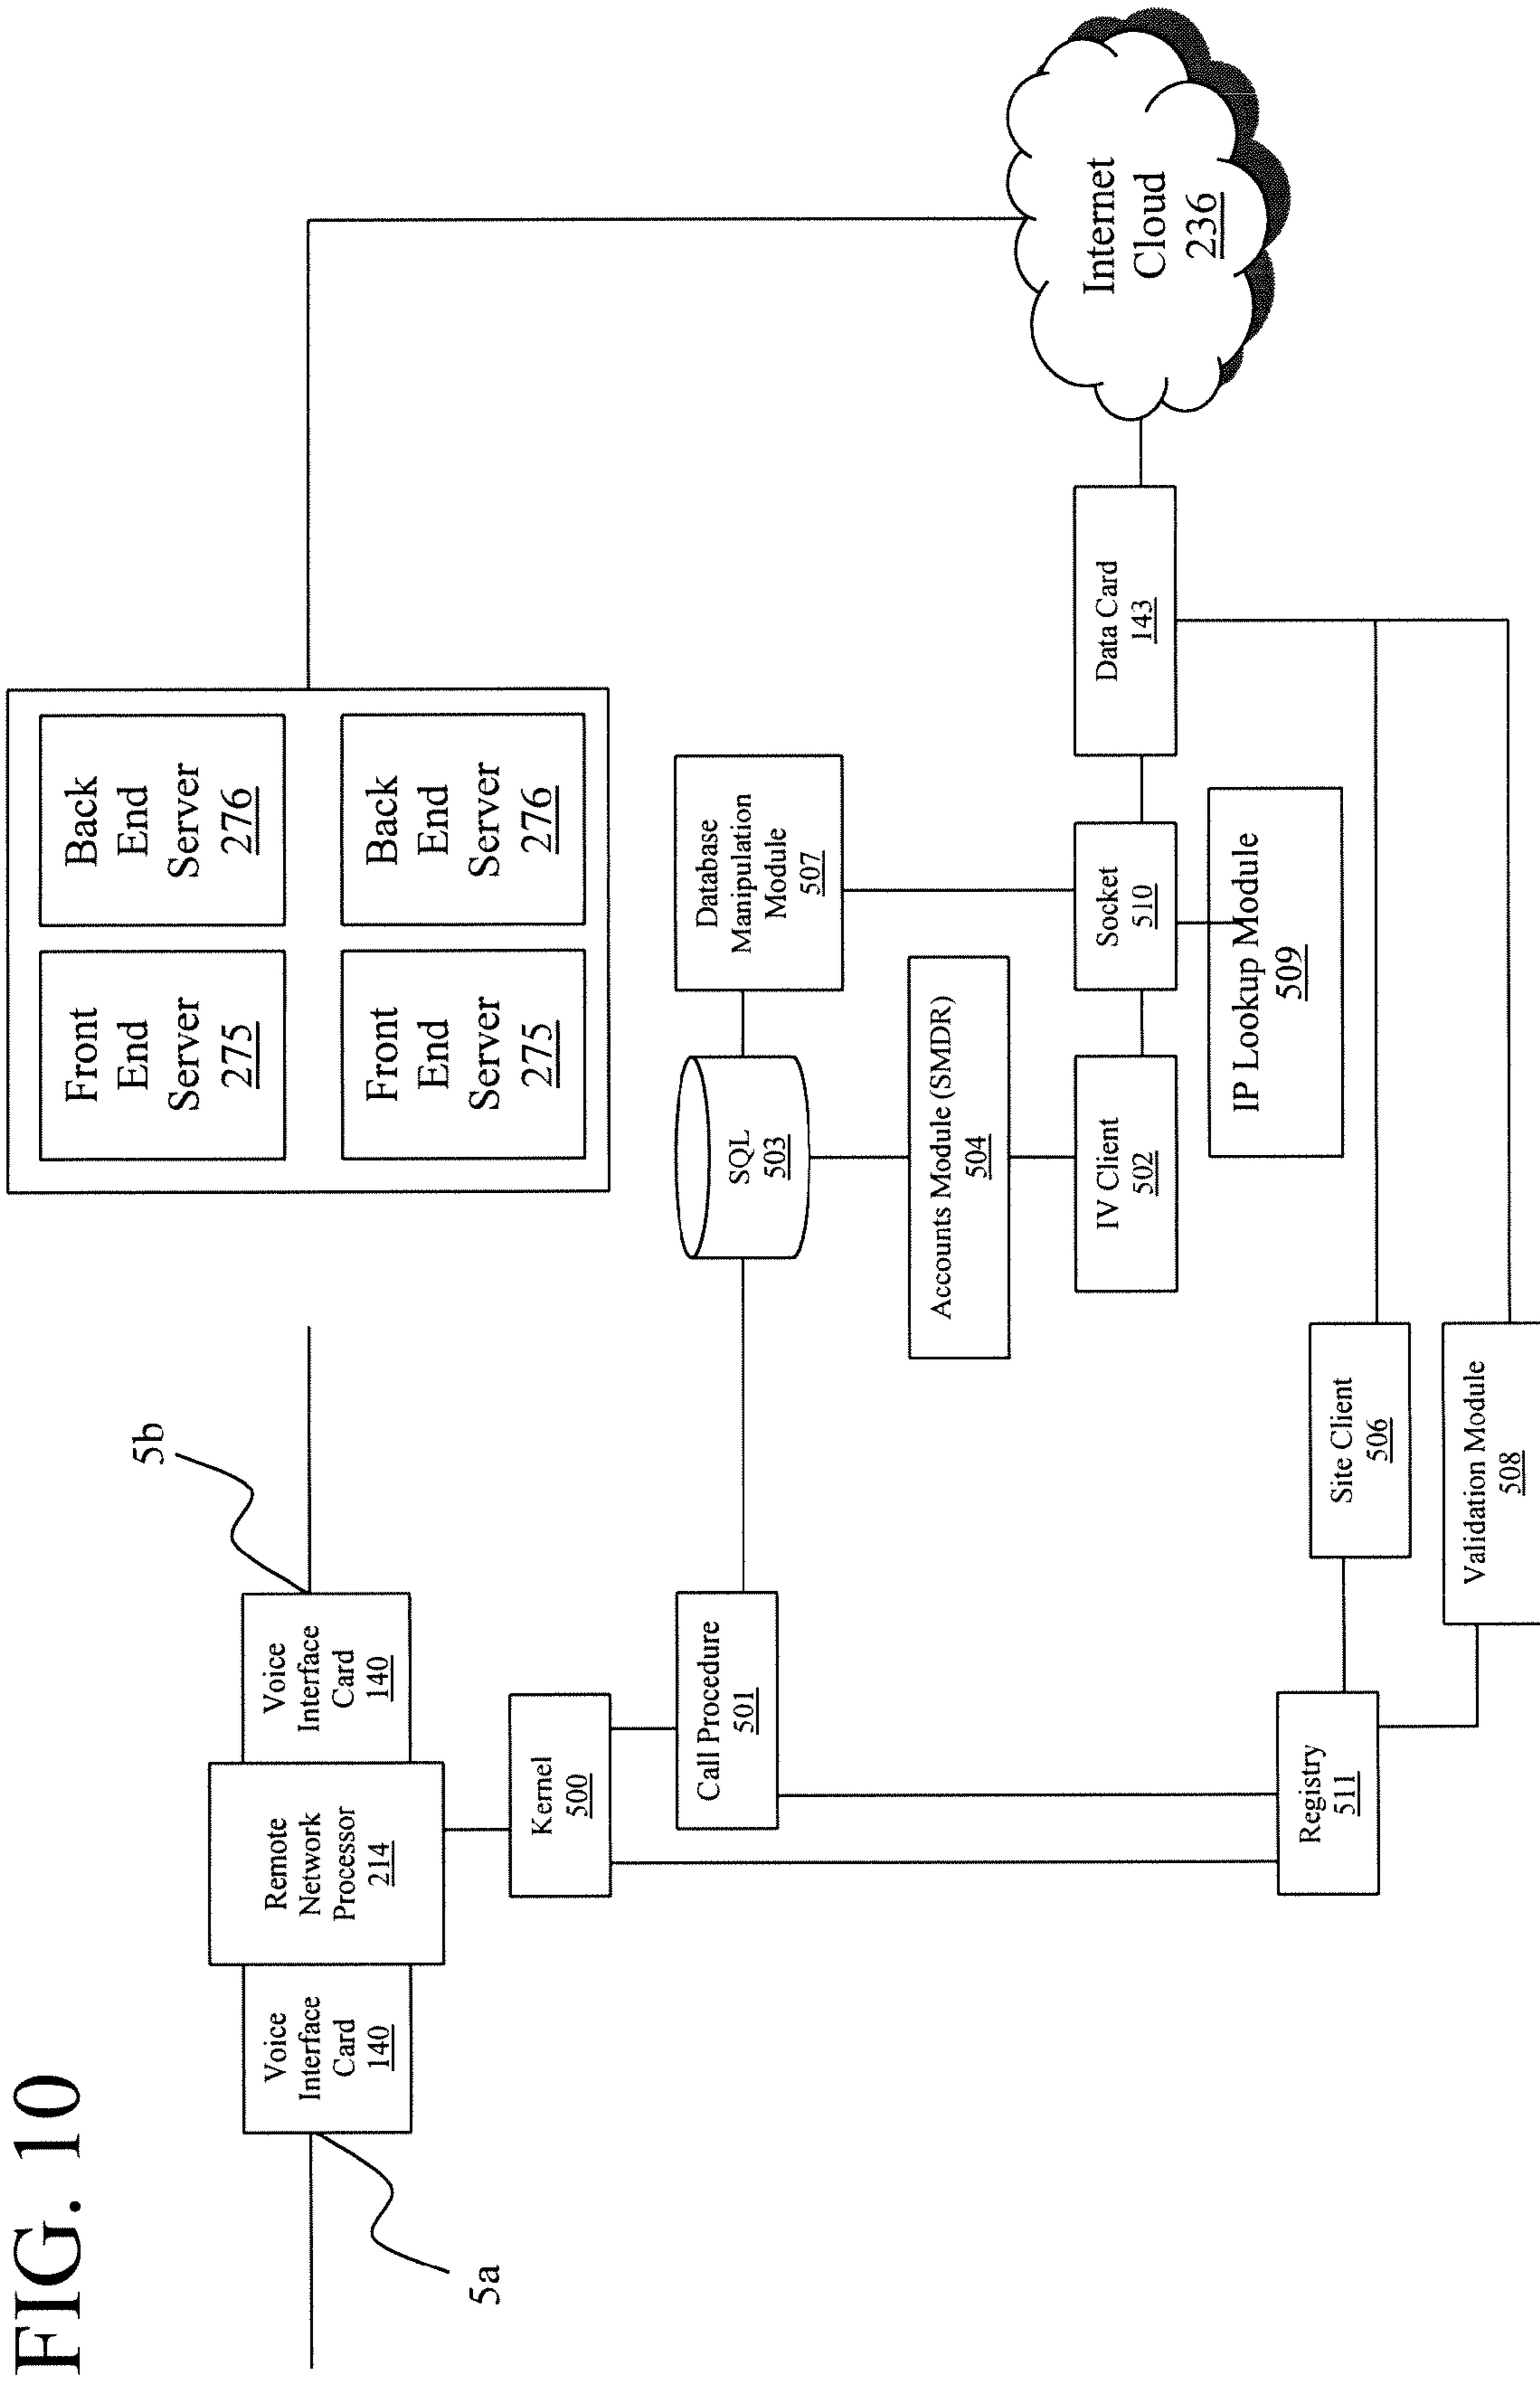 FIG. 10
5a
Voice
Interface
Card
140
Remote
Network
Processor
214
Voice
Interface
Card
140
5b
Front
End
Server
275
Back
End
Server
276
Front
End
Server
275
Back
End
Server
276
Kernel
500
Call Procedure
501
SQL
503
Database
Manipulation
Module
507
Accounts Module (SMDR)
504
IV Client
502
Socket
510
Data Card
143
Internet
Cloud
236
IP Lookup Module
509
Registry
511
Site Client
506
Validation Module
508